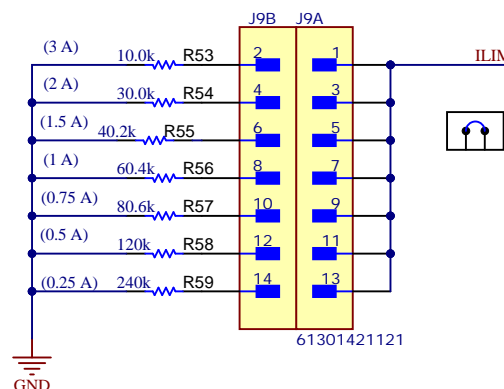 J9B J9A
(3 A) 10.0k R53 2 1 ILIM
(2 A) 30.0k R54 4 3
(1.5 A) 40.2k R55 6 5
(1 A) 60.4k R56 8 7
(0.75 A) 80.6k R57 10 9
(0.5 A) 120k R58 12 11
(0.25 A) 240k R59 14 13
61301421121
GND